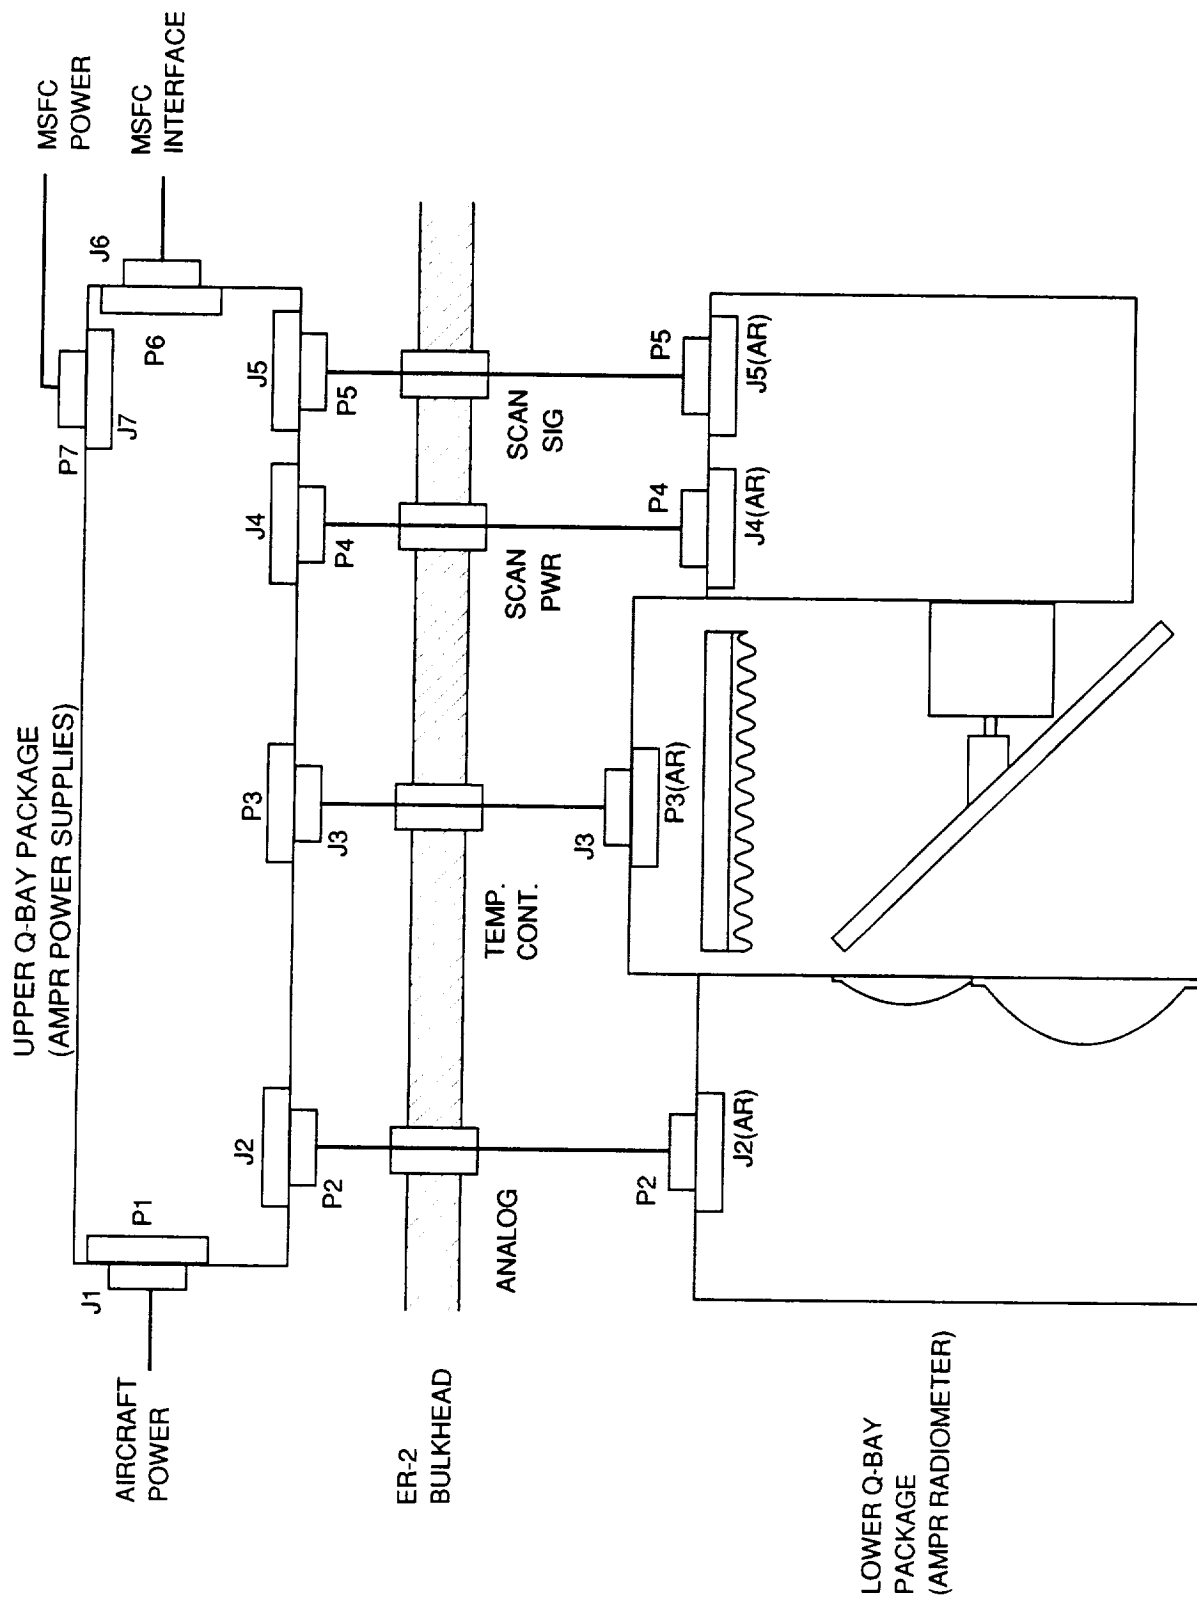 UPPER Q-BAY PACKAGE
(AMPR POWER SUPPLIES)
MSFC
POWER
MSFC
INTERFACE
AIRCRAFT
POWER
J1
P1
P7
J7
J6
P6
J2
P2
P3
J3
J4
P4
J5
P5
ER-2
BULKHEAD
ANALOG
TEMP.
CONT.
SCAN
PWR
SCAN
SIG
P2
J2(AR)
J3
P3(AR)
P4
J4(AR)
P5
J5(AR)
LOWER Q-BAY
PACKAGE
(AMPR RADIOMETER)